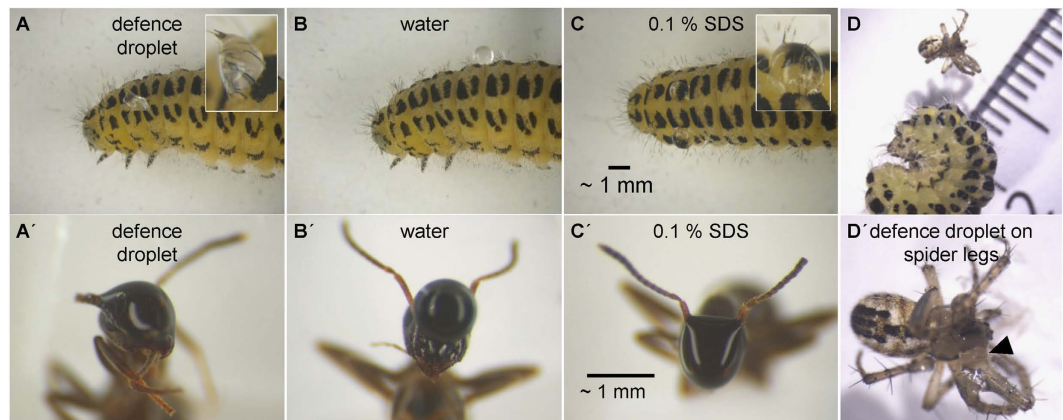 A
defence
droplet
B
water
C
0.1 % SDS
~ 1 mm
D
A´
defence
droplet
B´
water
C´
0.1 % SDS
~ 1 mm
D´ defence droplet on
spider legs